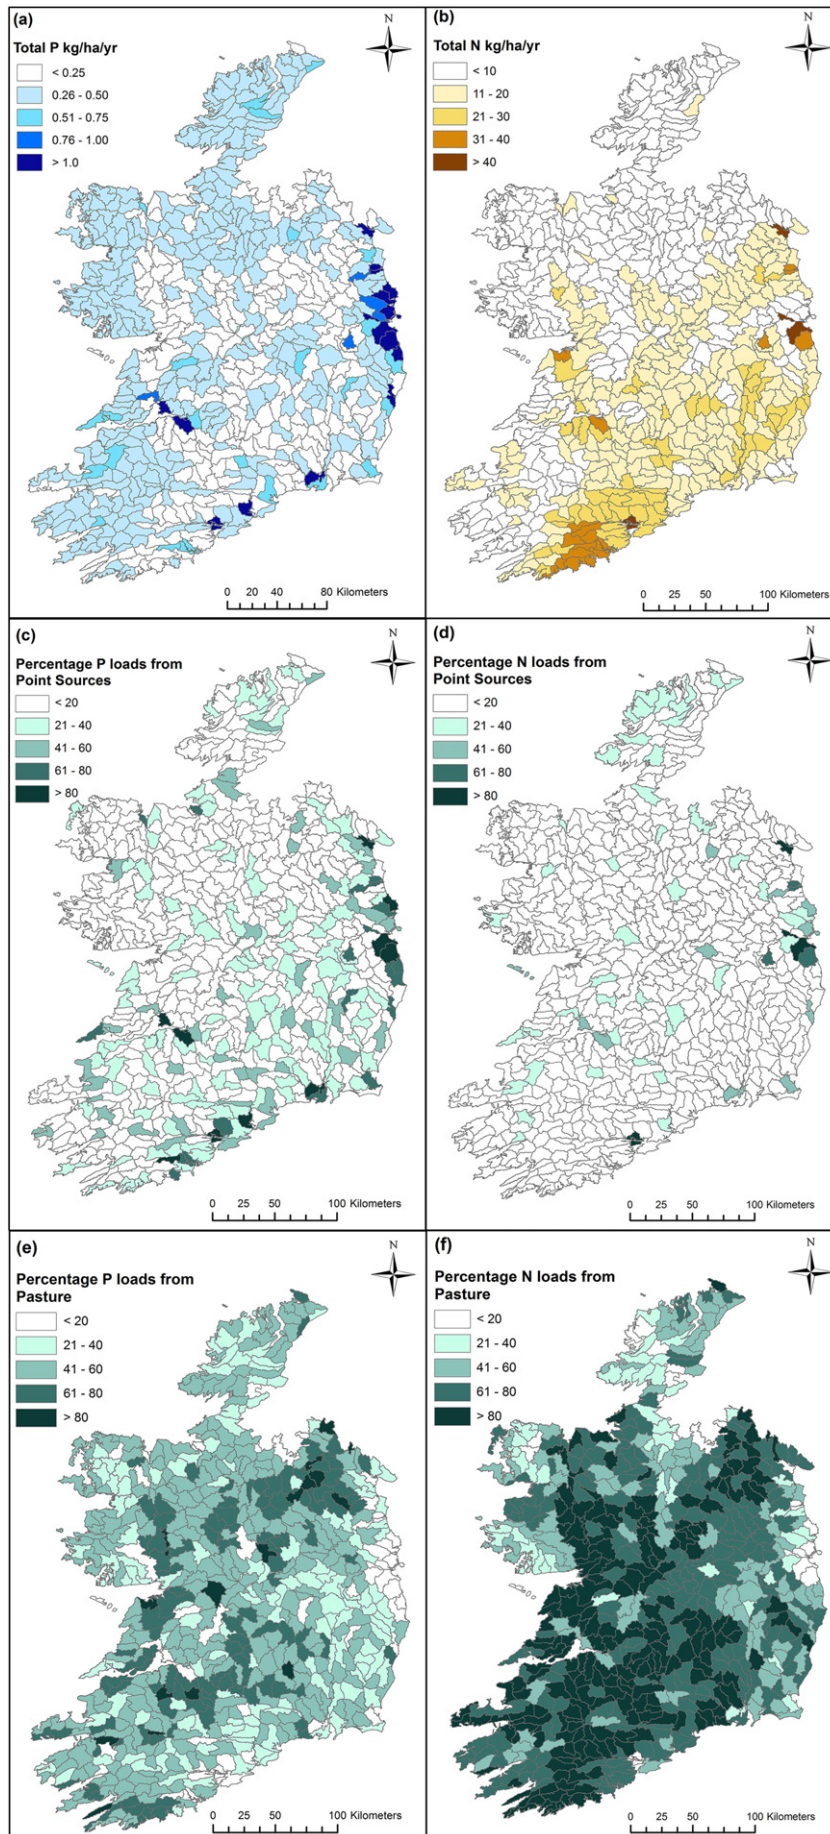 (a)
N
Total P kg/ha/yr
< 0.25
0.26 - 0.50
0.51 - 0.75
0.76 - 1.00
> 1.0
0 20 40 80 Kilometers
(b)
N
Total N kg/ha/yr
< 10
11 - 20
21 - 30
31 - 40
> 40
0 25 50 100 Kilometers
(c)
N
Percentage P loads from
Point Sources
< 20
21 - 40
41 - 60
61 - 80
> 80
0 25 50 100 Kilometers
(d)
N
Percentage N loads from
Point Sources
< 20
21 - 40
41 - 60
61 - 80
> 80
0 25 50 100 Kilometers
(e)
N
Percentage P loads from
Pasture
< 20
21 - 40
41 - 60
61 - 80
> 80
0 25 50 100 Kilometers
(f)
N
Percentage N loads from
Pasture
< 20
21 - 40
41 - 60
61 - 80
> 80
0 25 50 100 Kilometers